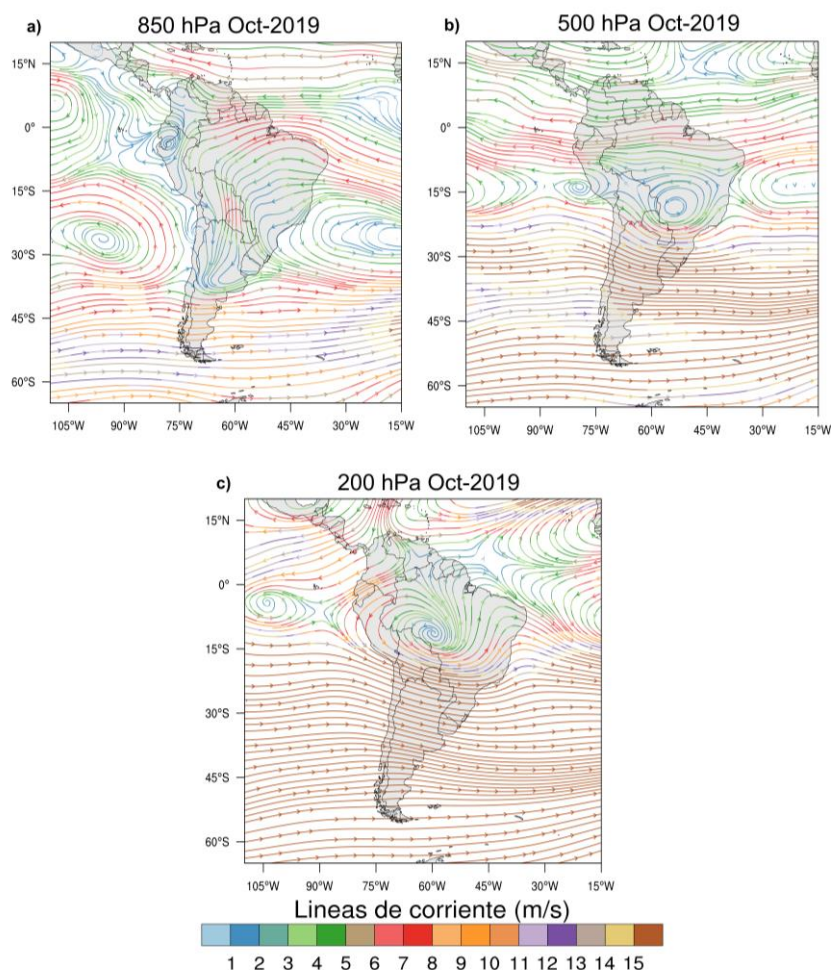 a) 850 hPa Oct-2019
b) 500 hPa Oct-2019
15°N
0°
15°S
30°S
45°S
60°S
105°W 90°W 75°W 60°W 45°W 30°W 15°W
15°N
0°
15°S
30°S
45°S
60°S
105°W 90°W 75°W 60°W 45°W 30°W 15°W
c) 200 hPa Oct-2019
15°N
0°
15°S
30°S
45°S
60°S
105°W 90°W 75°W 60°W 45°W 30°W 15°W
Lineas de corriente (m/s)
1 2 3 4 5 6 7 8 9 10 11 12 13 14 15